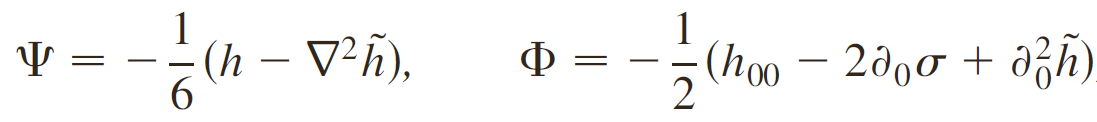 Ψ = −1/6(h − ∇²h̃), Φ = −1/2(h₀₀ − 2∂₀σ + ∂₀²h̃)